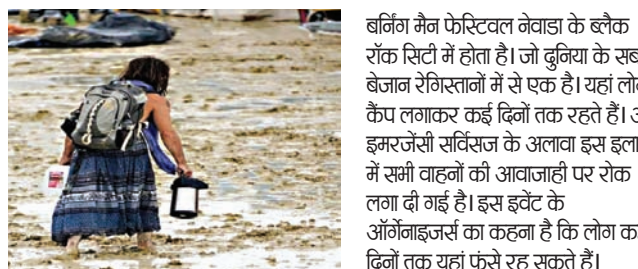 बर्निंग मैन फेस्टिवल नेवाडा के ब्लैक
रॉक सिटी में होता है। जो दुनिया के
बेजान रेगिस्तानों में से एक है। यहां
कैंप लगाकर कई दिनों तक रहते हैं।
इमरजेंसी सर्विसज के अलावा इस
में सभी वाहनों की आवाजाही पर रोक
लगा दी गई है। इस इवेंट के
ऑर्गेनाइजर्स का कहना है कि लोग
दिनों तक यहां फंसे रह सकते हैं।